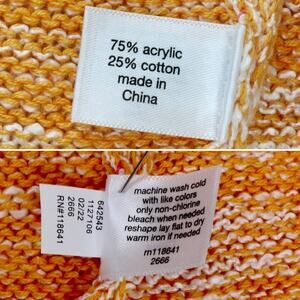 75% acrylic
25% cotton
made in
China
642543
1127106
02/22
2666
RN#118641
machine wash cold
with like colors
only non-chlorine
bleach when needed
reshape lay flat to dry
warm iron if needed
rn118641
2666